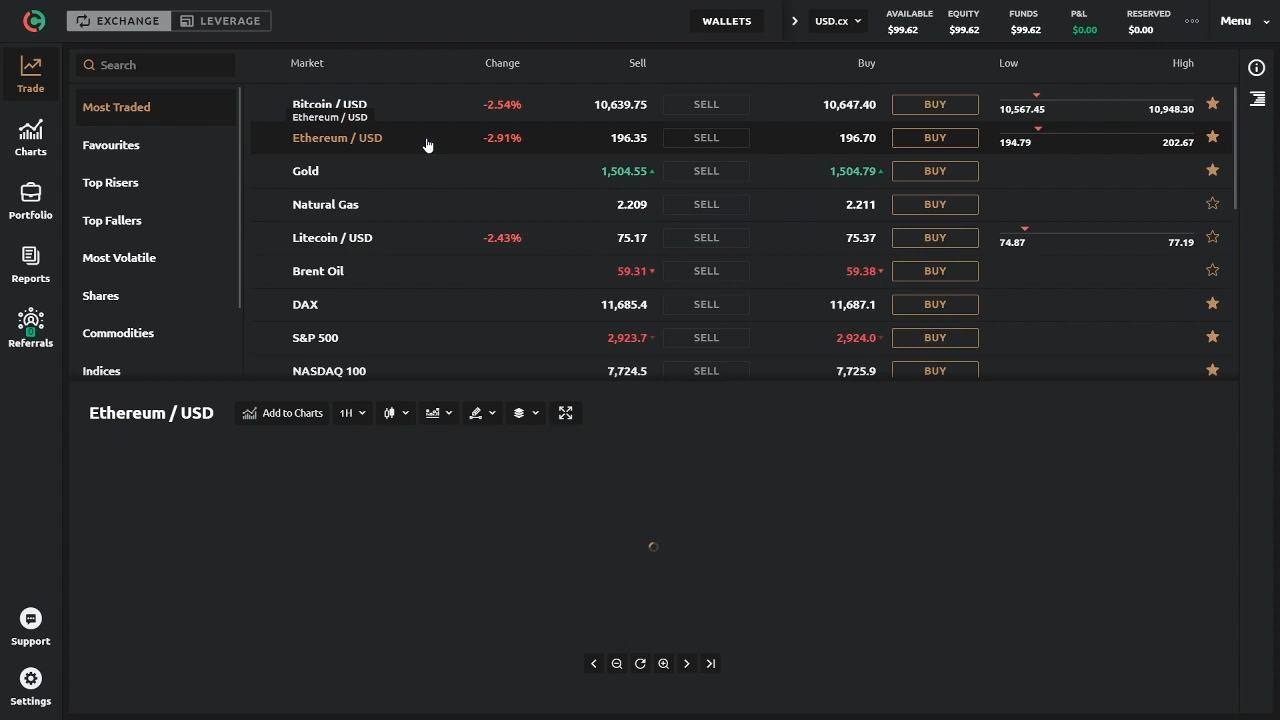 EXCHANGE LEVERAGE WALLETS USD.cx AVAILABLE EQUITY FUNDS P&L RESERVED Menu
$99.62 $99.62 $99.62 $0.00 $0.00
Trade
Charts
Portfolio
Reports
0
Referrals
Support
Settings
Search
Most Traded
Favourites
Top Risers
Top Fallers
Most Volatile
Shares
Commodities
Indices
Market Change Sell Buy Low High
Bitcoin / USD -2.54% 10,639.75 SELL 10,647.40 BUY 10,567.45 10,948.30
Ethereum / USD
Ethereum / USD -2.91% 196.35 SELL 196.70 BUY 194.79 202.67
Gold 1,504.55 SELL 1,504.79 BUY
Natural Gas 2.209 SELL 2.211 BUY
Litecoin / USD -2.43% 75.17 SELL 75.37 BUY 74.87 77.19
Brent Oil 59.31 SELL 59.38 BUY
DAX 11,685.4 SELL 11,687.1 BUY
S&P 500 2,923.7 SELL 2,924.0 BUY
NASDAQ 100 7,724.5 SELL 7,725.9 BUY
Ethereum / USD Add to Charts 1H